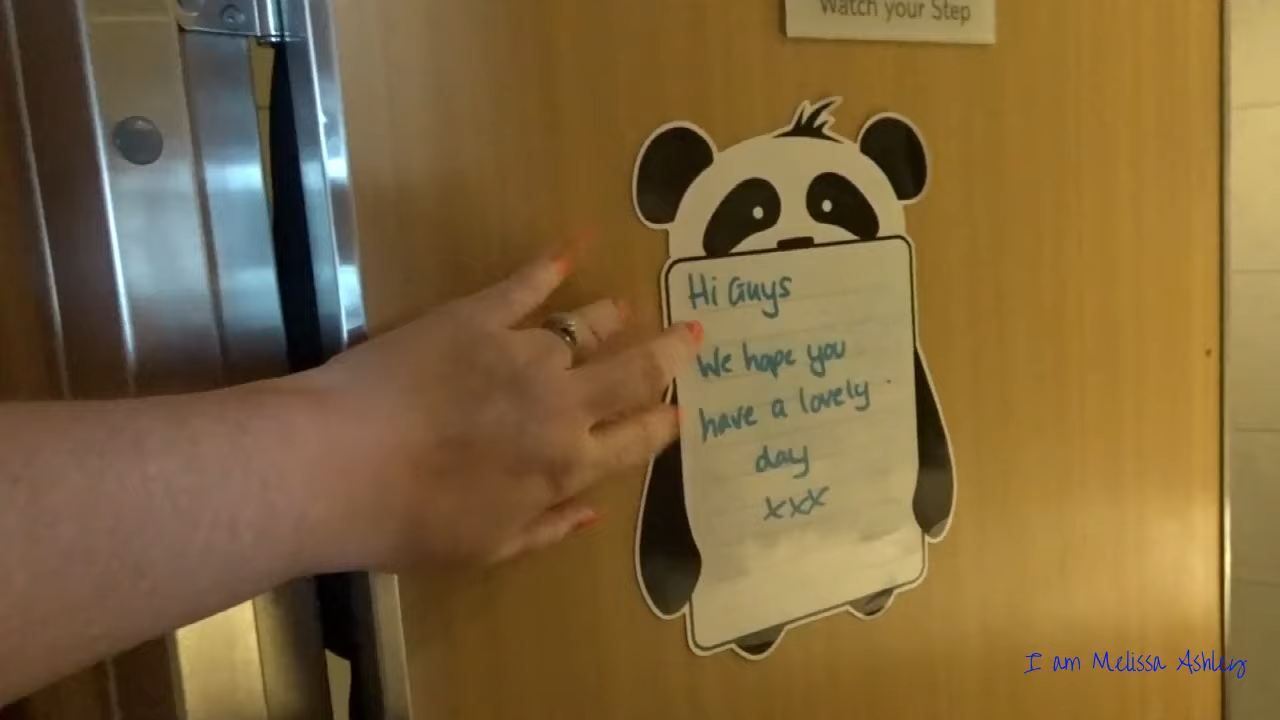 Watch your Step
Hi Guys
We hope you
have a lovely
day
xxx
I am Melissa Ashley